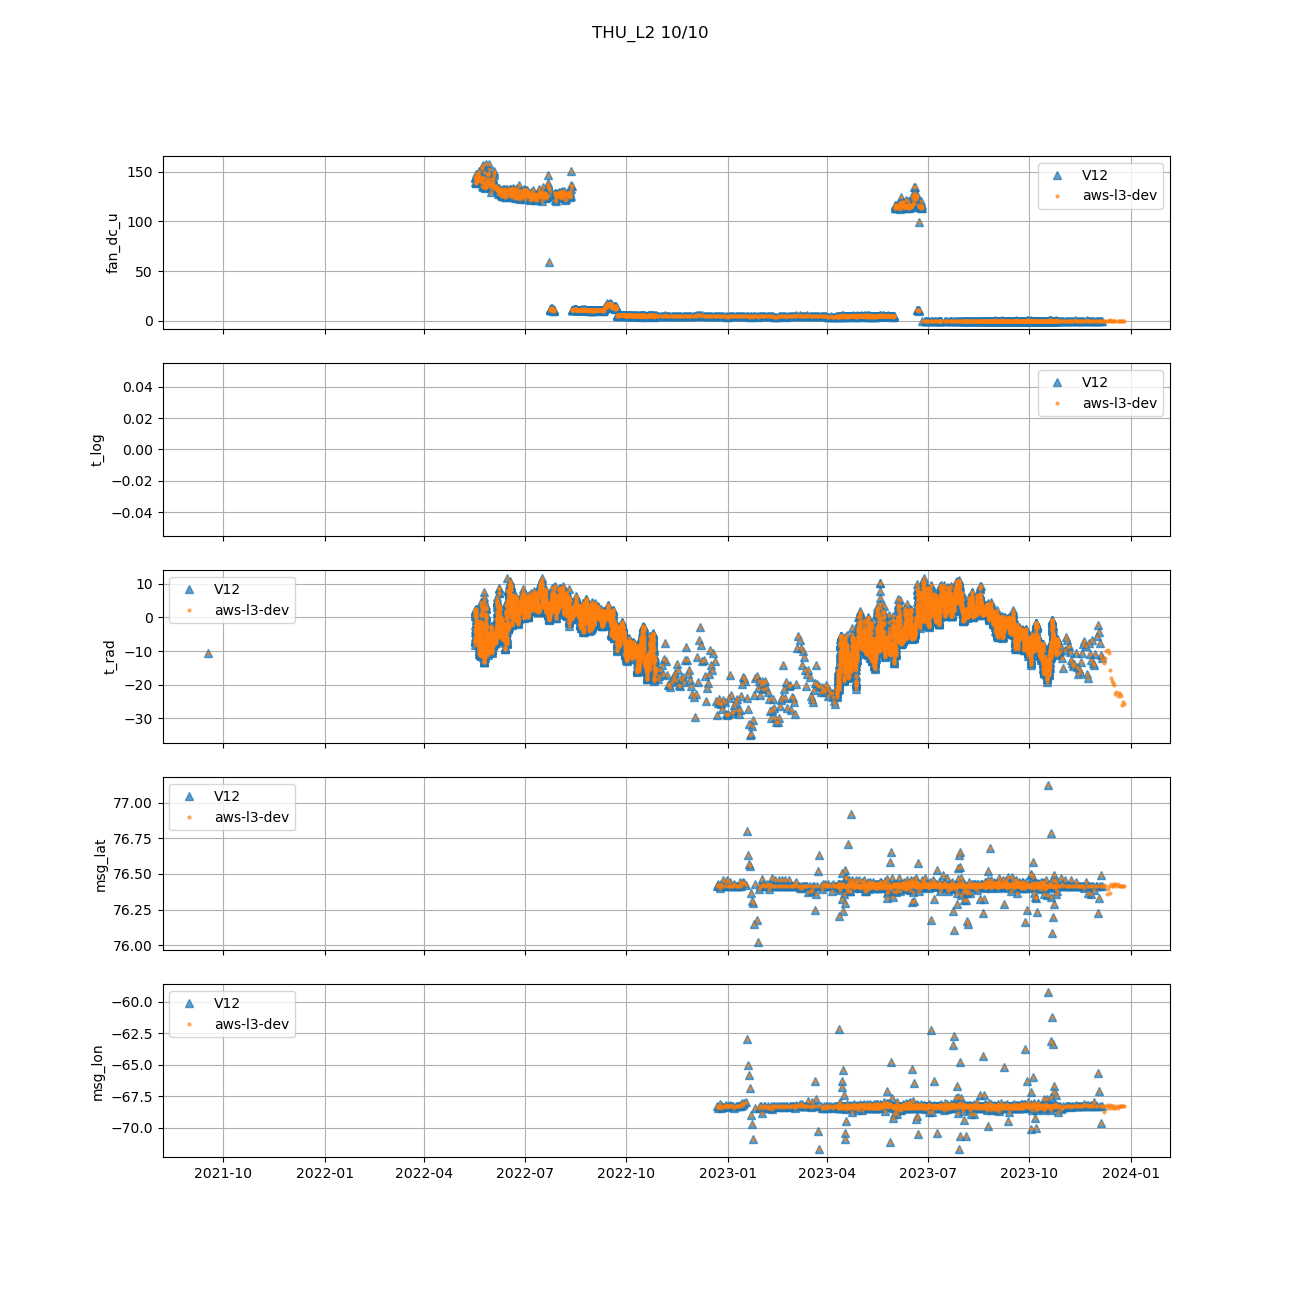 THU_L2 10/10
150
100
50
0
fan_dc_u
V12
aws-l3-dev
0.04
0.02
0.00
−0.02
−0.04
t_log
V12
aws-l3-dev
10
0
−10
−20
−30
t_rad
V12
aws-l3-dev
77.00
76.75
76.50
76.25
76.00
msg_lat
V12
aws-l3-dev
−60.0
−62.5
−65.0
−67.5
−70.0
msg_lon
V12
aws-l3-dev
2021-10 2022-01 2022-04 2022-07 2022-10 2023-01 2023-04 2023-07 2023-10 2024-01